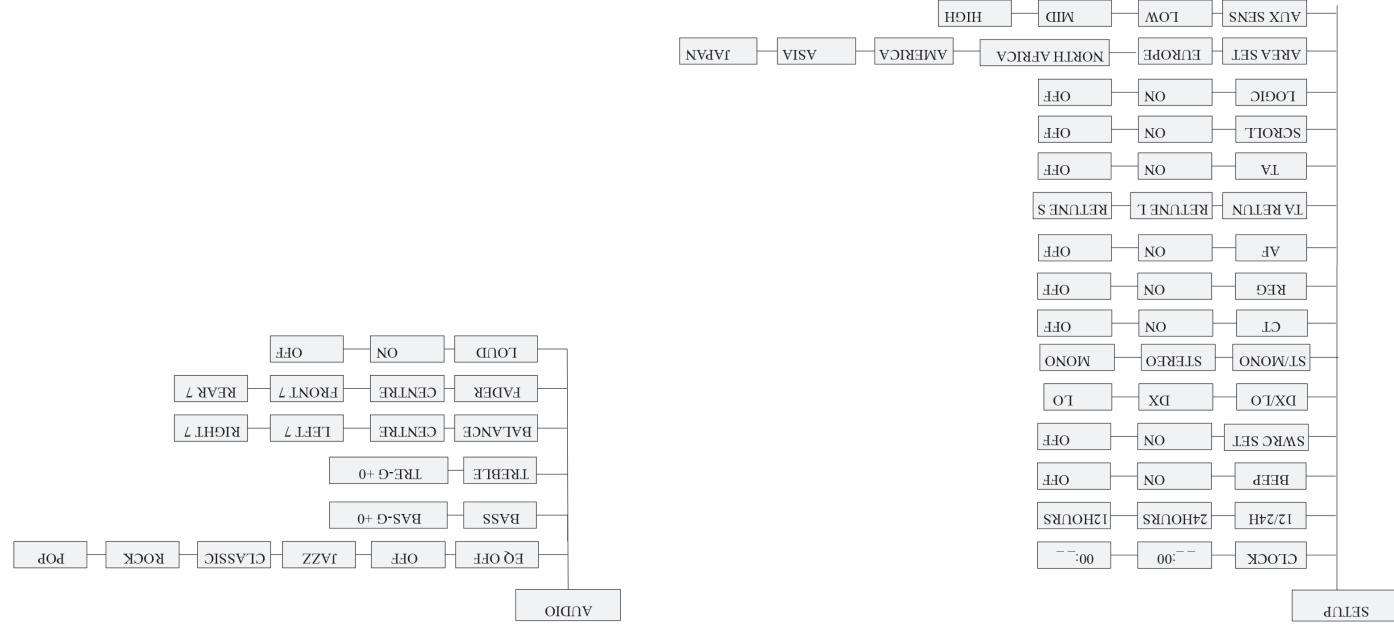 SETUP
CLOCK _ _:00 00:_ _
12/24H 24HOURS 12HOURS
BEEP ON OFF
SWRC SET ON OFF
DX/LO DX LO
ST/MONO STEREO MONO
CT ON OFF
REG ON OFF
AF ON OFF
TA RETUN RETUNE L RETUNE S
TA ON OFF
SCROLL ON OFF
LOGIC ON OFF
AREA SET EUROPE NORTH AFRICA AMERICA ASIA JAPAN
AUX SENS LOW MID HIGH
AUDIO
EQ OFF OFF JAZZ CLASSIC ROCK POP
BASS BAS-G +0
TREBLE TRE-G +0
BALANCE CENTRE LEFT 7 RIGHT 7
FADER CENTRE FRONT 7 REAR 7
LOUD ON OFF